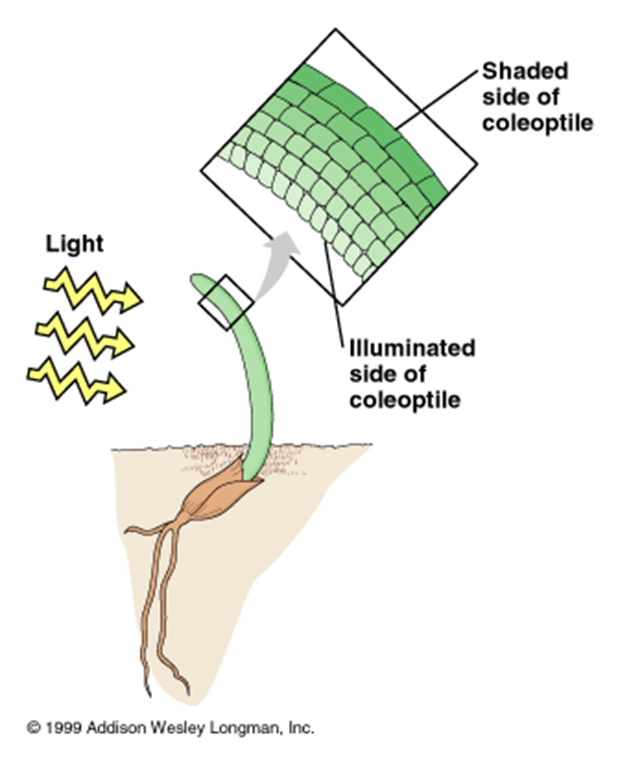 Shaded
side of
coleoptile
Light
Illuminated
side of
coleoptile
© 1999 Addison Wesley Longman, Inc.